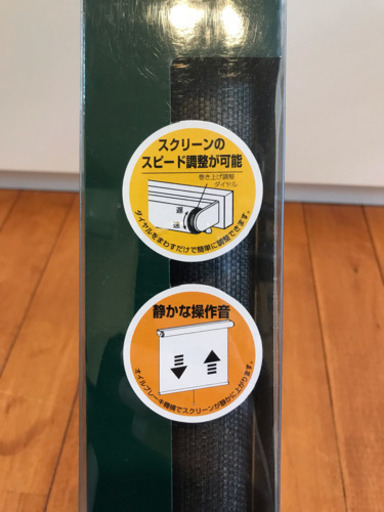 スクリーンの
スピード調整が可能
巻き上げ調整
ダイヤル
遅
速
ダイヤルをまわすだけで簡単に調整できます。
静かな操作音
オイルブレーキ機構でスクリーンが静かに上がります。